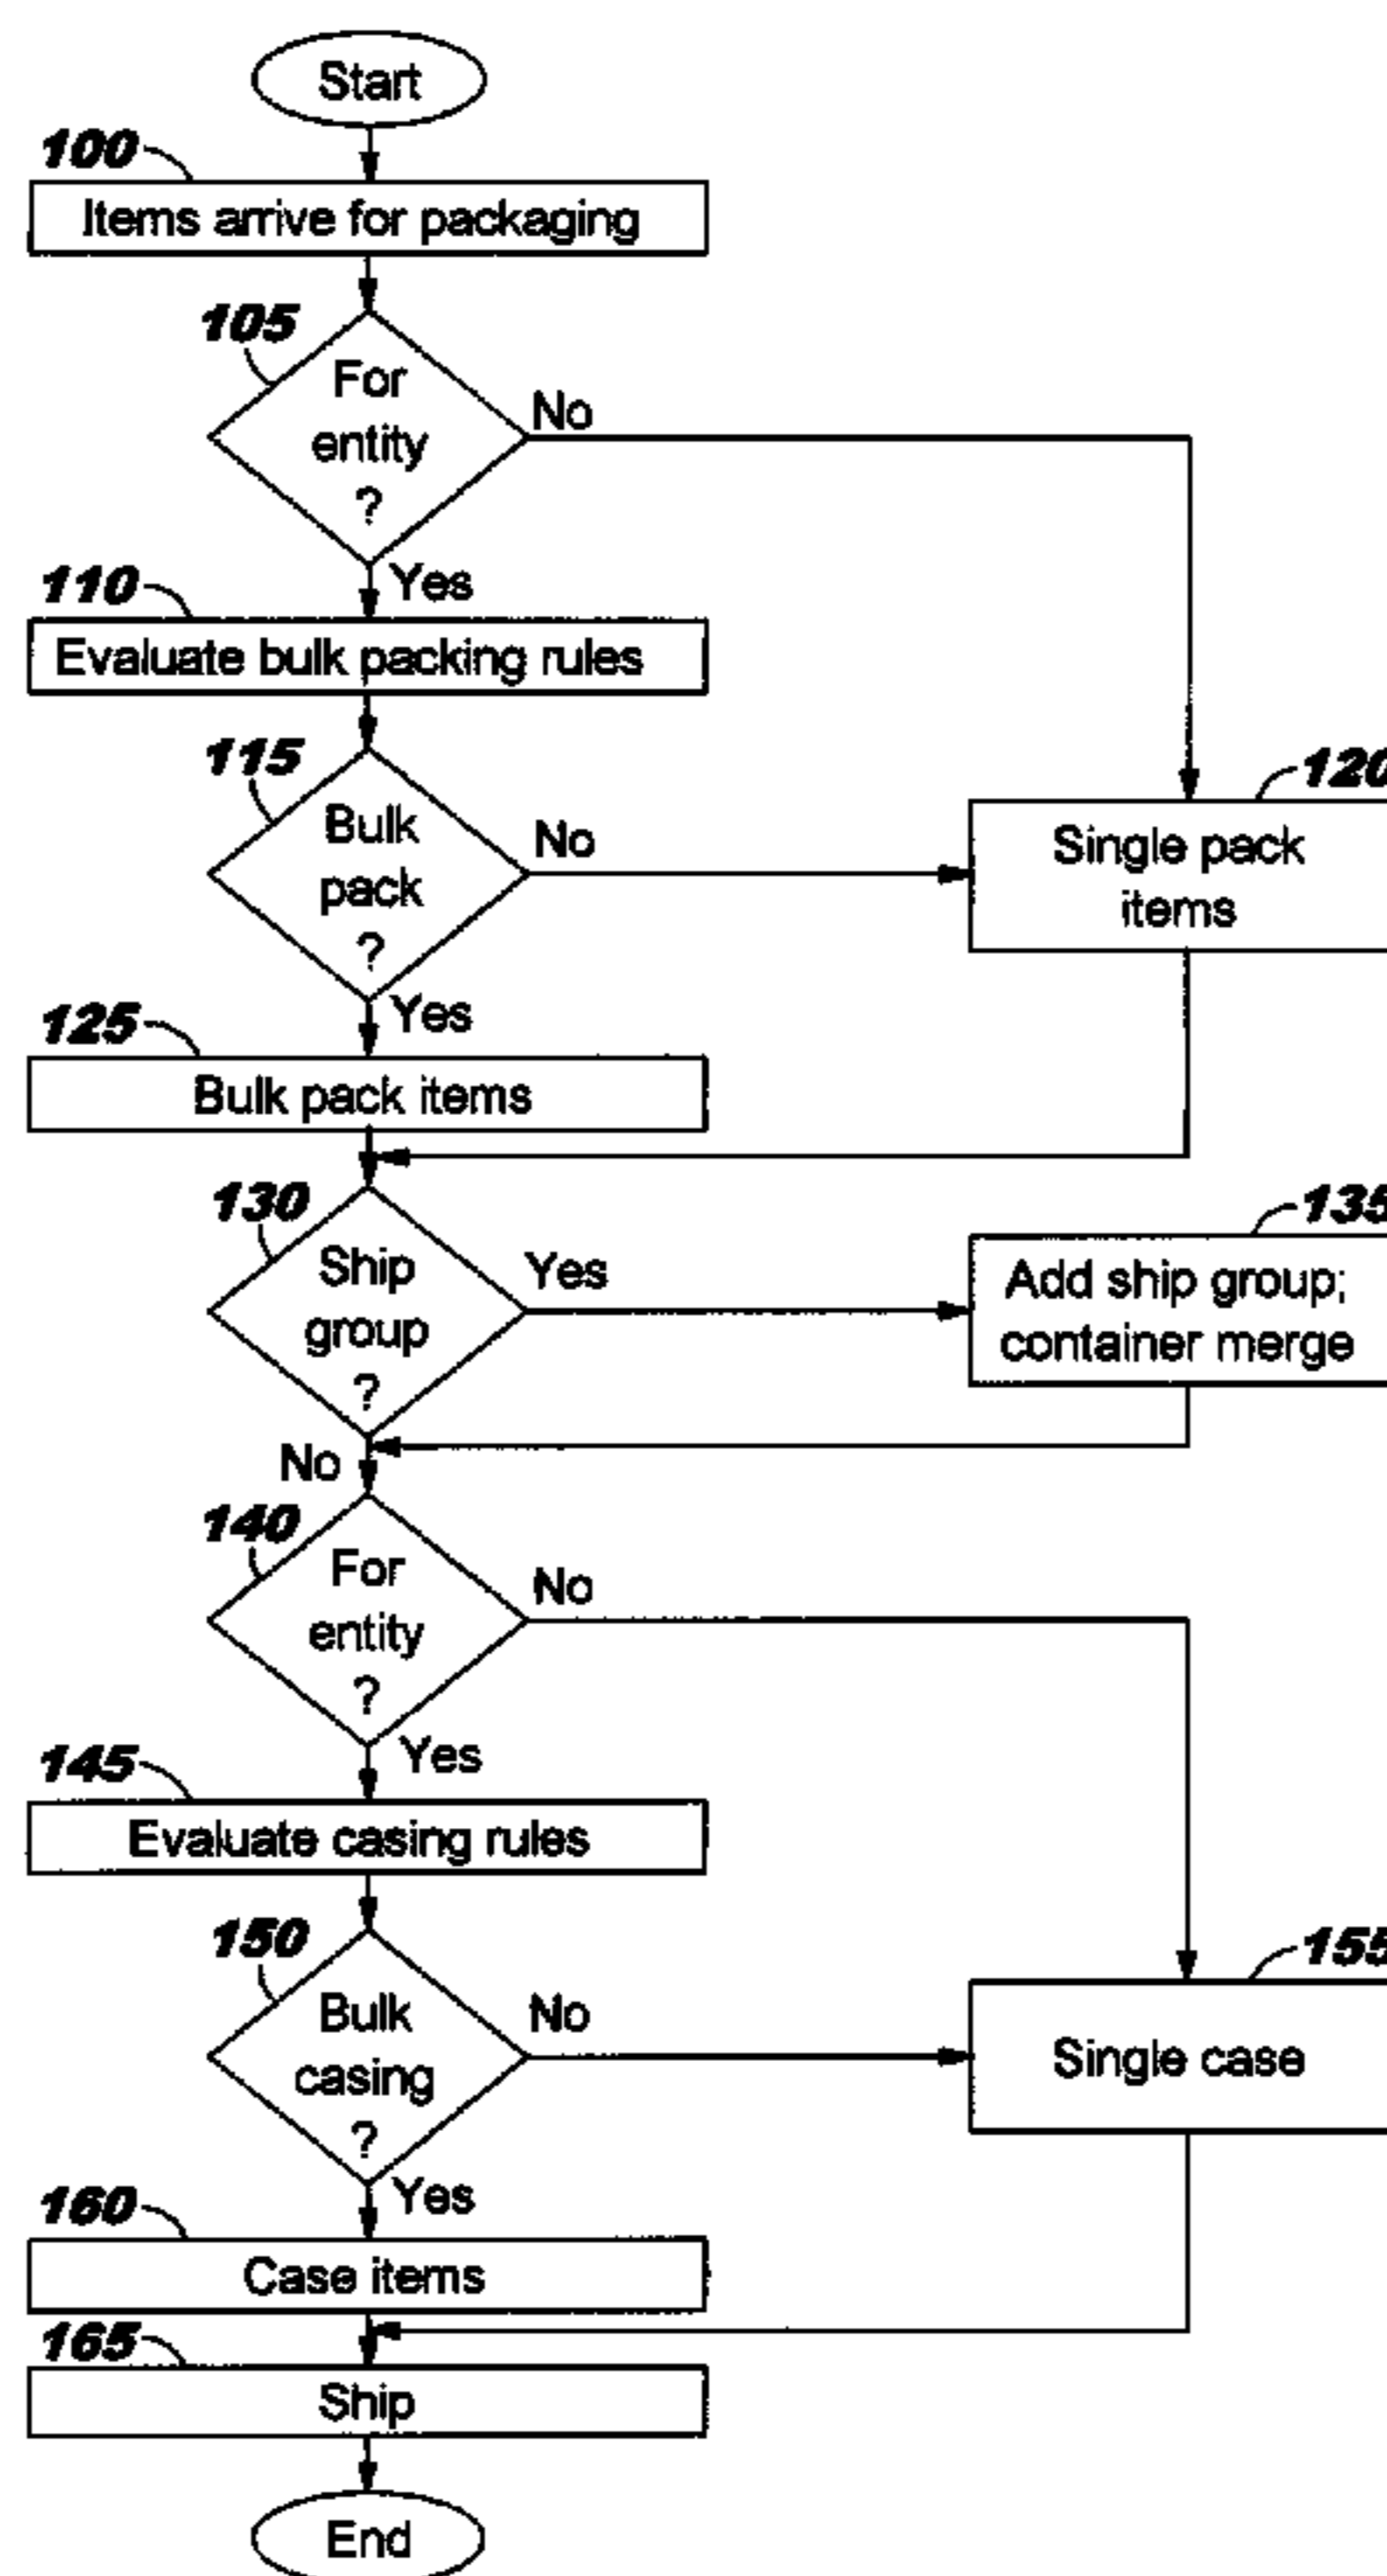 Start
100
Items arrive for packaging
105
For
entity
?
No
Yes
110
Evaluate bulk packing rules
115
Bulk
pack
?
No
120
Single pack
items
Yes
125
Bulk pack items
130
Ship
group
?
Yes
135
Add ship group;
container merge
No
140
For
entity
?
No
Yes
145
Evaluate casing rules
150
Bulk
casing
?
No
155
Single case
Yes
160
Case items
165
Ship
End